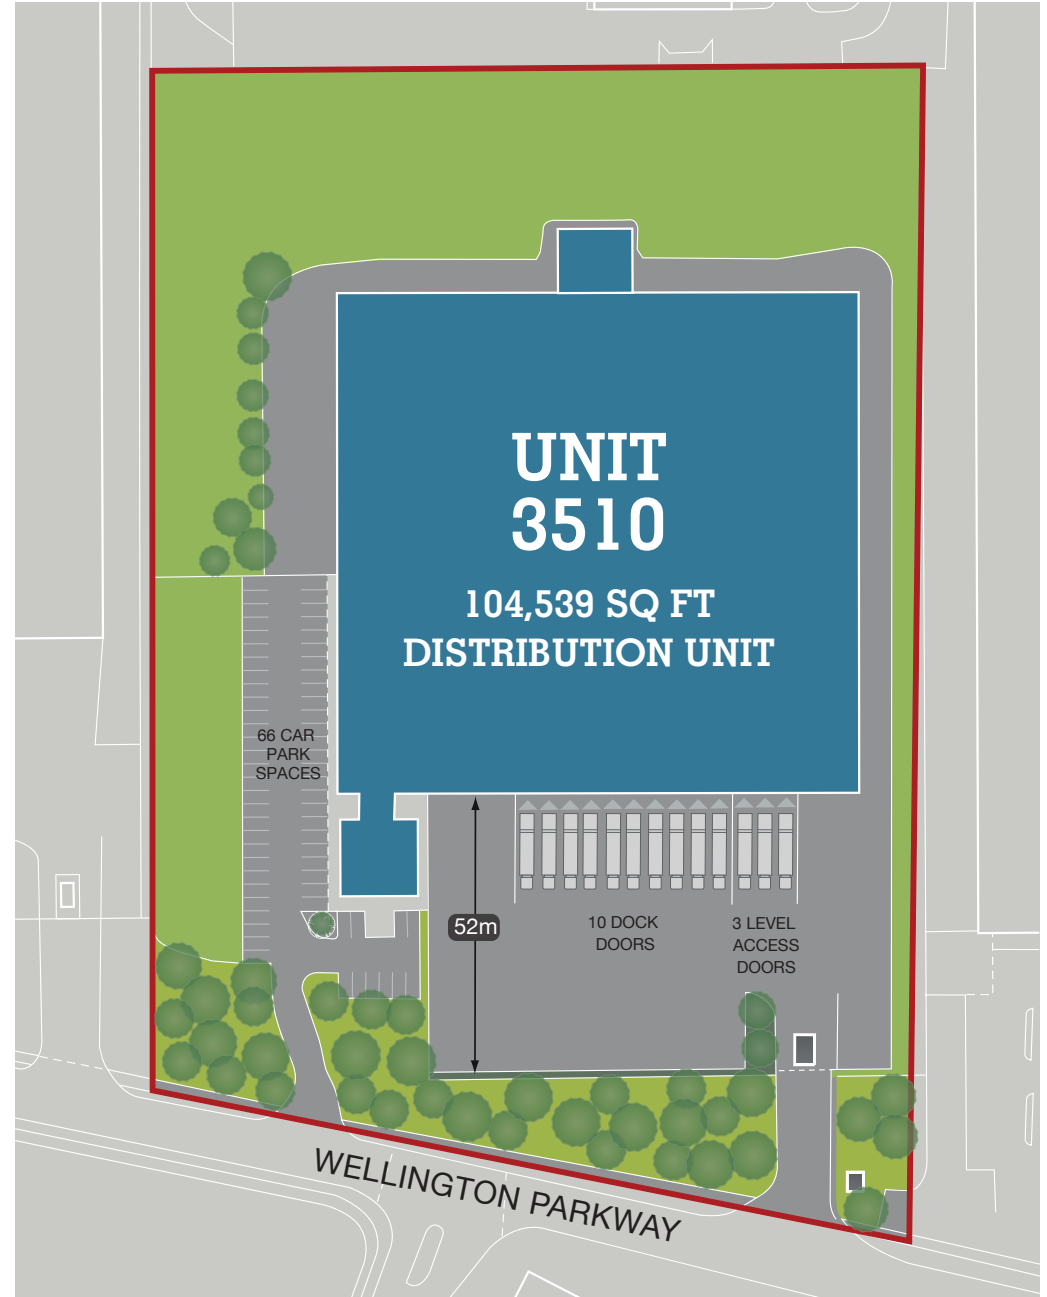 UNIT
3510
104,539 SQ FT
DISTRIBUTION UNIT
66 CAR
PARK
SPACES
52m
10 DOCK
DOORS
3 LEVEL
ACCESS
DOORS
WELLINGTON PARKWAY